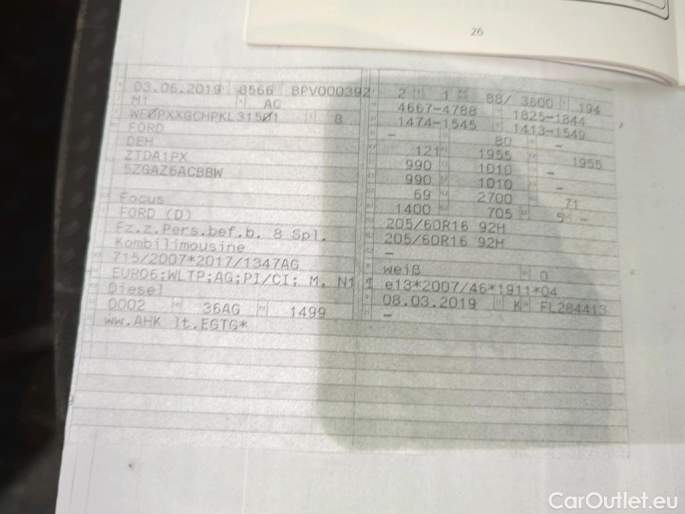 26
03.06.2019 8566 BPV000392
M1 AC
WF0PXXGCHPKL31501 8
FORD
DEH
ZTDA1PX
5ZGAZ6ACBBW
Focus
FORD (D)
Fz.z.Pers.bef.b. 8 Spl.
Kombilimousine
715/2007*2017/1347AG
EURO6;WLTP;AG;PI/CI; M, N1
Diesel
0002 36AG 1499
ww.AHK lt.EGTG*
2 1 88/ 3600 194
4667-4788 1825-1844
1474-1545 1413-1549
- 80 -
121 1955 1955
990 1010 -
990 1010 -
69 2700 71
1400 705 5 -
205/60R16 92H
205/60R16 92H
-
weiß 0
e13*2007/46*1911*04
08.03.2019 K FL284413
-
CarOutlet.eu